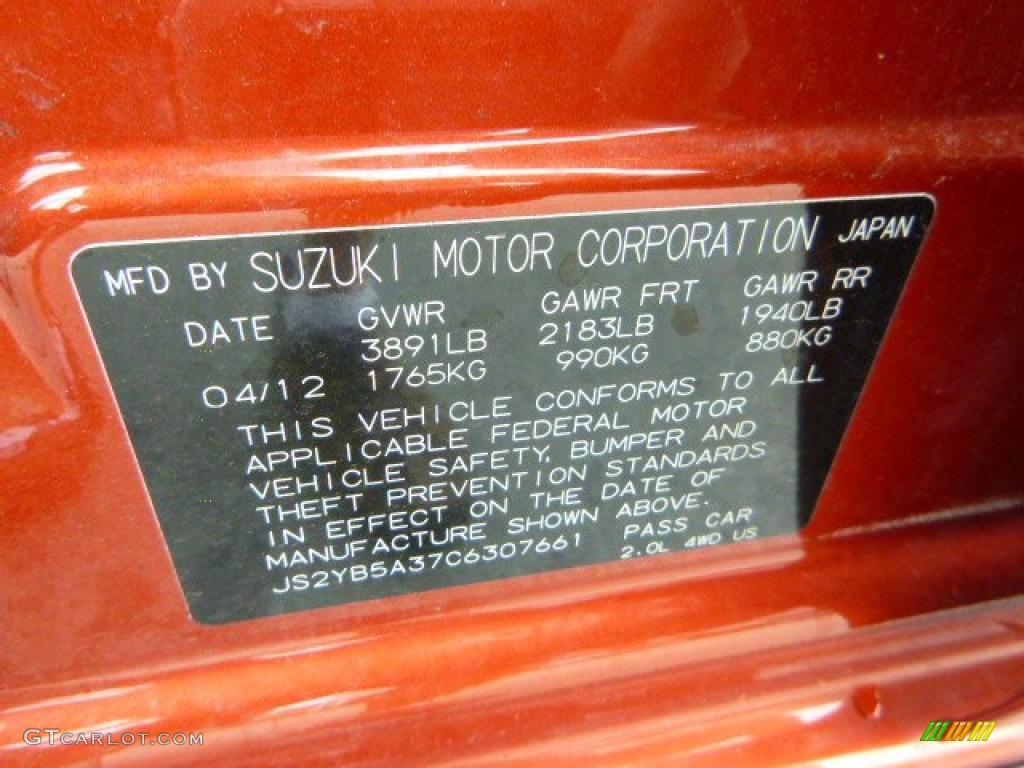 MFD BY SUZUKI MOTOR CORPORATION JAPAN
DATE GVWR GAWR FRT GAWR RR
3891LB 2183LB 1940LB
04/12 1765KG 990KG 880KG
THIS VEHICLE CONFORMS TO ALL
APPLICABLE FEDERAL MOTOR
VEHICLE SAFETY, BUMPER AND
THEFT PREVENTION STANDARDS
IN EFFECT ON THE DATE OF
MANUFACTURE SHOWN ABOVE.
JS2YB5A37C6307661 PASS CAR
2.0L 4WD US
GTCARLOT.COM